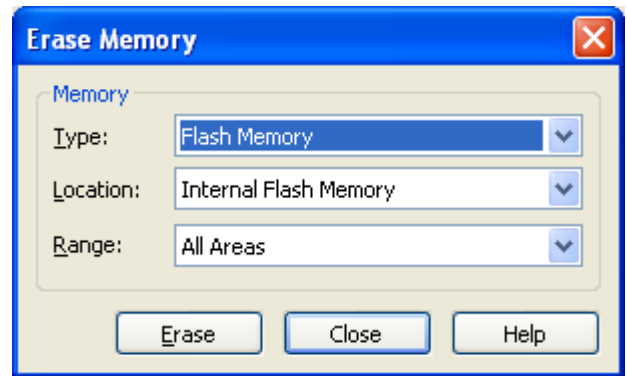 Erase Memory
Memory
Type: Flash Memory
Location: Internal Flash Memory
Range: All Areas
Erase Close Help